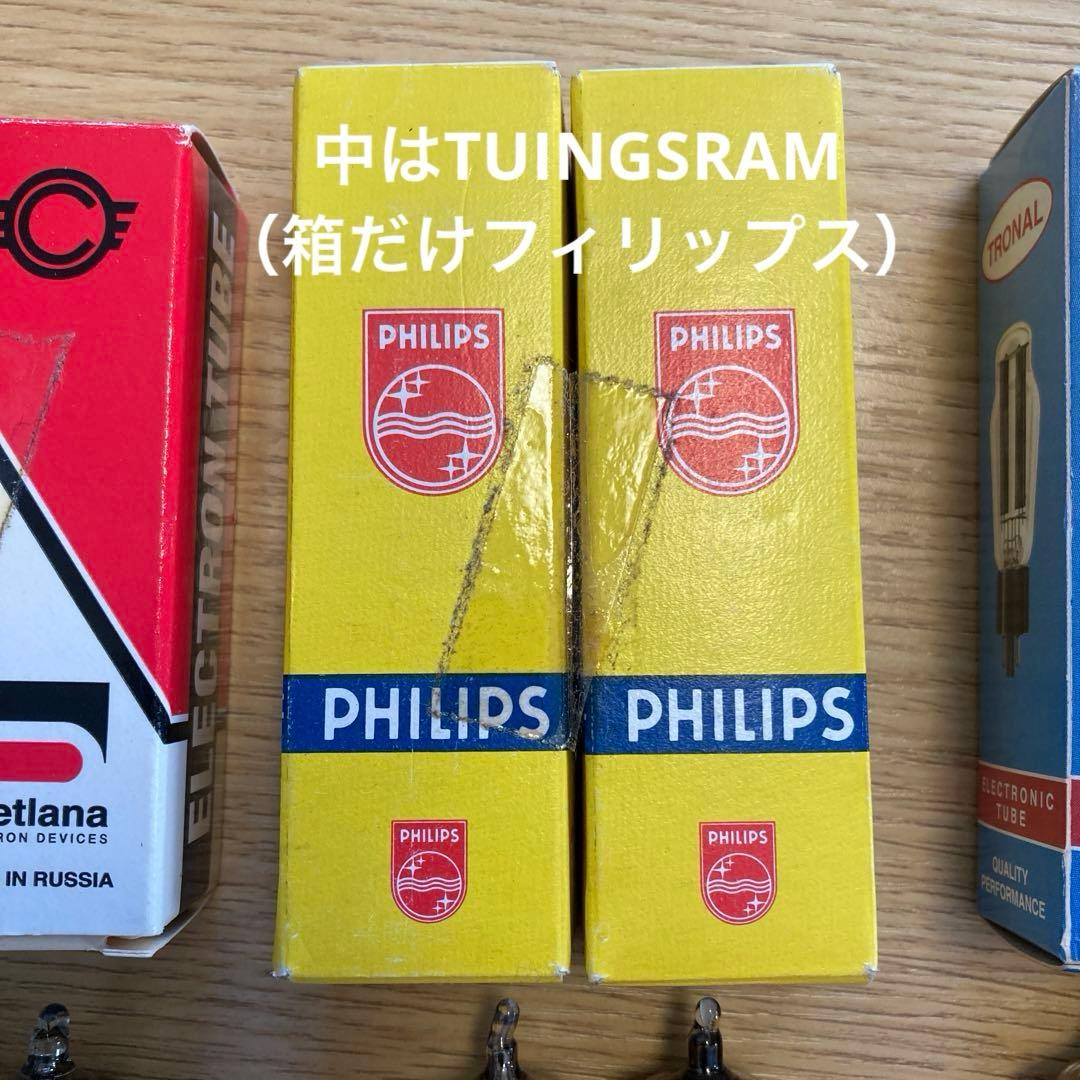 中はTUINGSRAM
（箱だけフィリップス）
PHILIPS
PHILIPS
PHILIPS
PHILIPS
PHILIPS
PHILIPS
C
ELECTRON TUBE
etlana
RON DEVICES
IN RUSSIA
TRONAL
ELECTRONIC
TUBE
QUALITY
PERFORMANCE